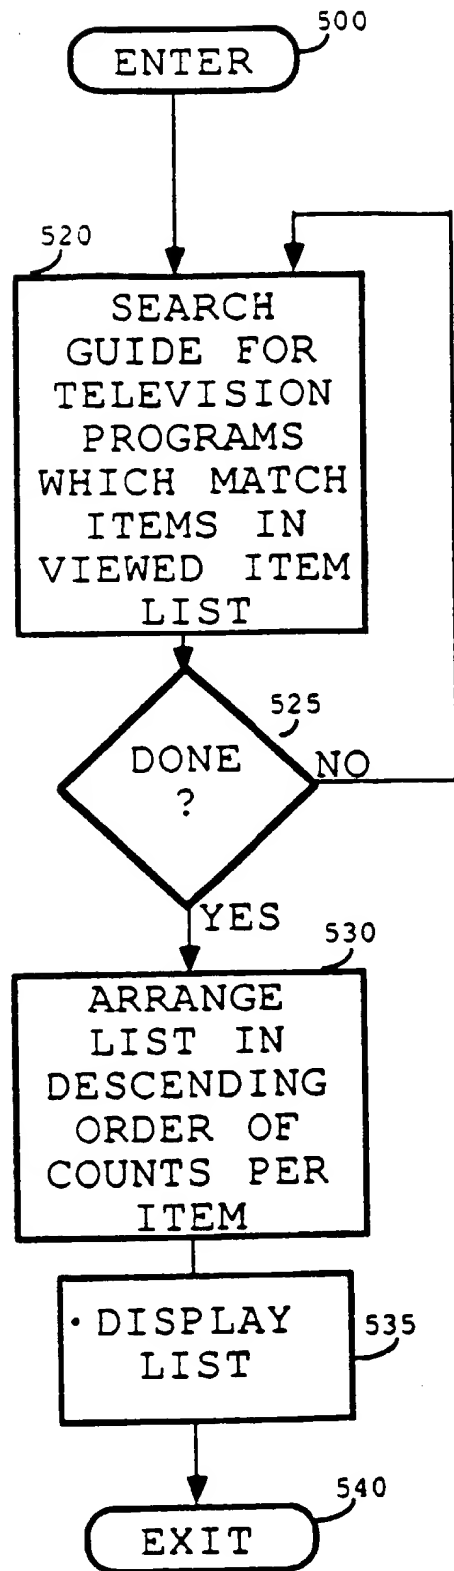 500
ENTER
520
SEARCH
GUIDE FOR
TELEVISION
PROGRAMS
WHICH MATCH
ITEMS IN
VIEWED ITEM
LIST
525
DONE
?
NO
YES
530
ARRANGE
LIST IN
DESCENDING
ORDER OF
COUNTS PER
ITEM
DISPLAY
LIST
535
540
EXIT